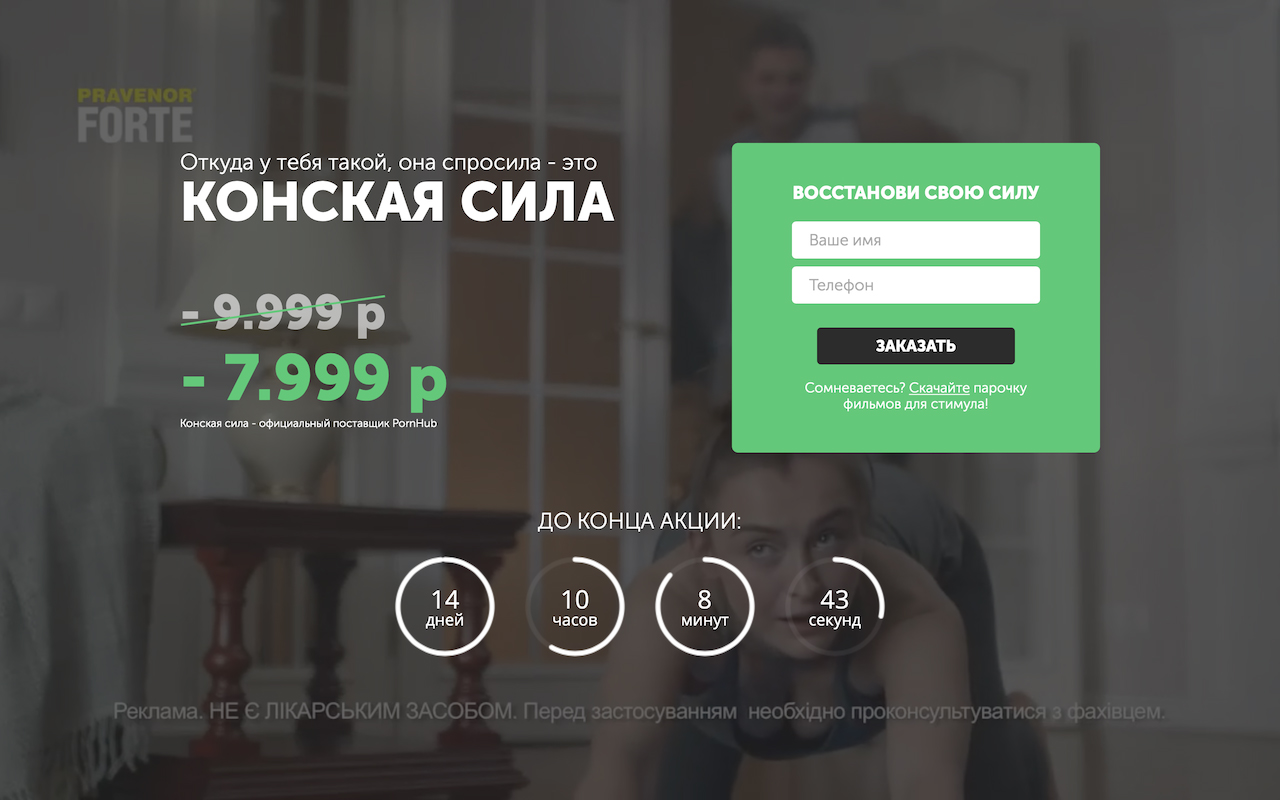 PRAVENOR
FORTE
Откуда у тебя такой, она спросила - это
КОНСКАЯ СИЛА
- 9.999 р
- 7.999 р
Конская сила - официальный поставщик PornHub
ВОССТАНОВИ СВОЮ СИЛУ
Ваше имя
Телефон
ЗАКАЗАТЬ
Сомневаетесь? Скачайте парочку
фильмов для стимула!
ДО КОНЦА АКЦИИ:
14
дней
10
часов
8
минут
43
секунд
Реклама. НЕ Є ЛІКАРСЬКИМ ЗАСОБОМ. Перед застосуванням необхідно проконсультуватися з фахівцем.